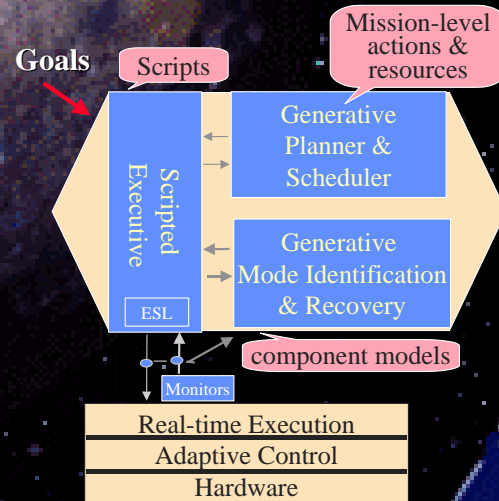 Mission-level
actions &
resources
Goals
Scripts
Generative
Planner &
Scheduler
Scripted
Executive
Generative
Mode Identification
& Recovery
ESL
component models
Monitors
Real-time Execution
Adaptive Control
Hardware